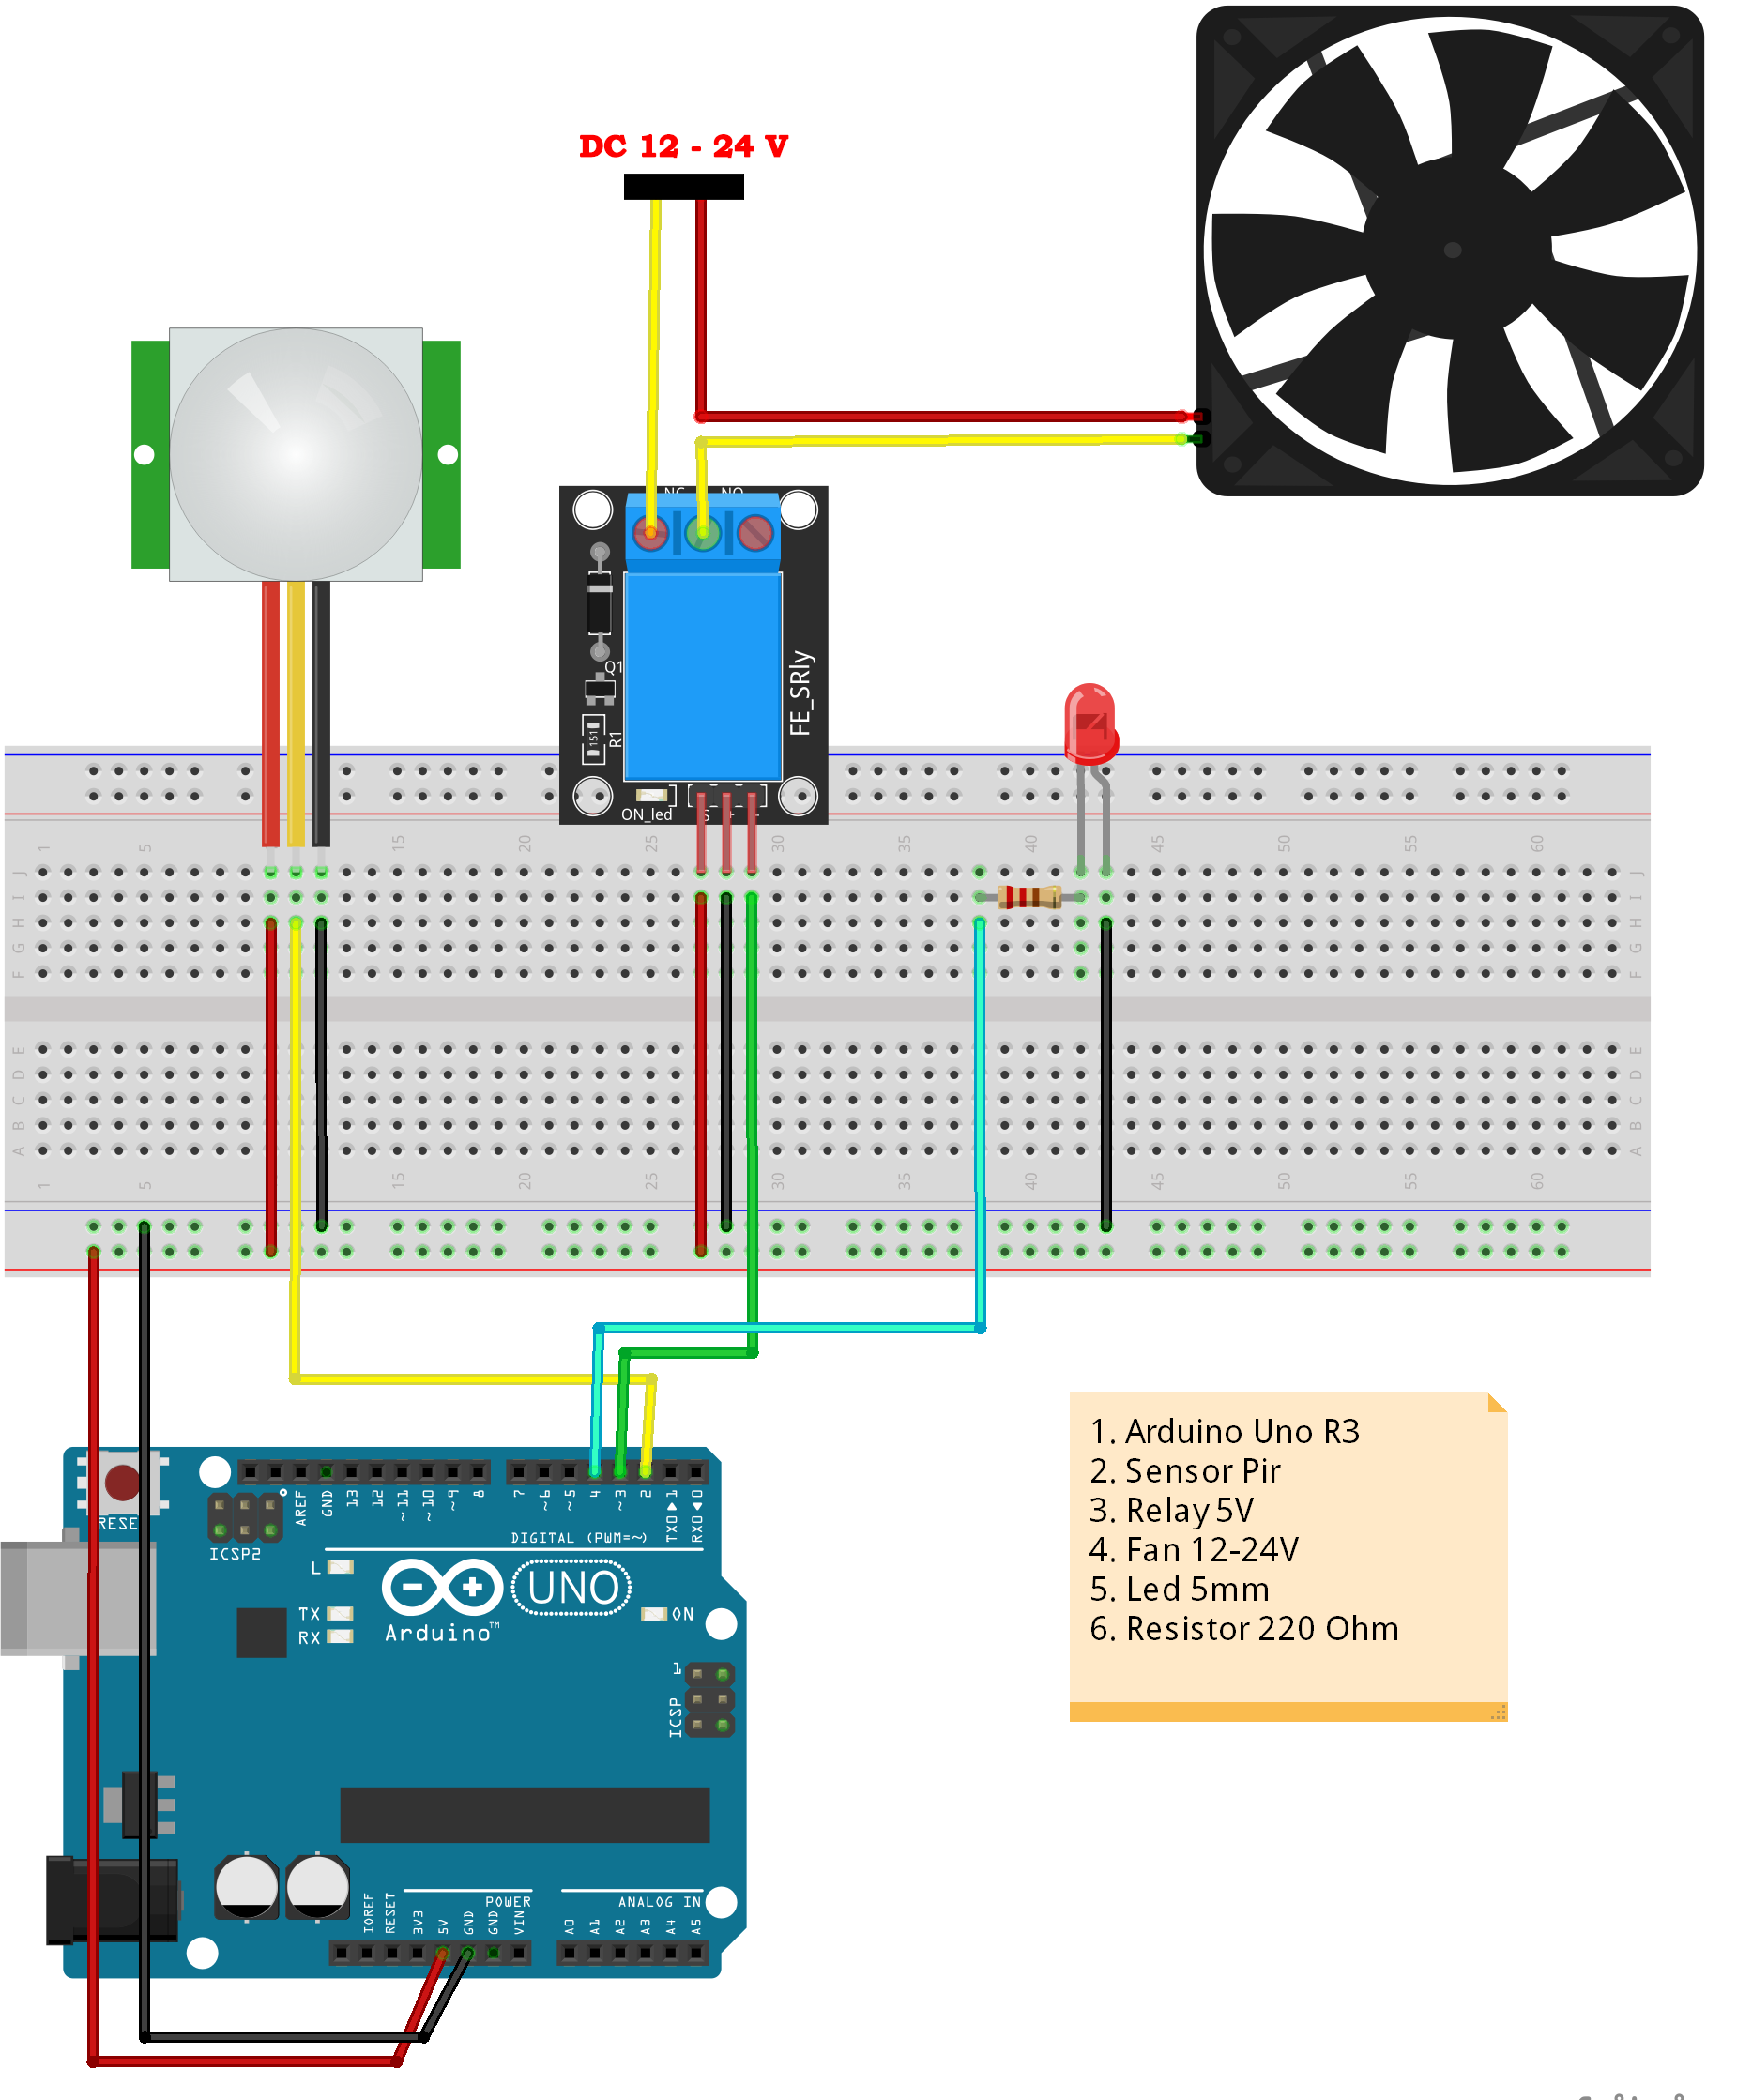 DC 12 - 24 V
NC NO
Q1
FE_SRly
151
R1
ON_led
S + -
1 5 15 20 25 30 35 40 45 50 55 60
J J
I I
H H
G G
F F
E E
D D
C C
B B
A A
1 5 15 20 25 30 35 40 45 50 55 60
RESE
AREF GND 13 12 ~11 ~10 ~9 8 7 ~6 ~5 4 ~3 2 TX0▶1 RX0◀0
ICSP2
DIGITAL (PWM=~)
L
UNO
TX
RX
ON
Arduino™
1
ICSP
POWER
ANALOG IN
IOREF RESET 3V3 5V GND GND VIN A0 A1 A2 A3 A4 A5
1. Arduino Uno R3
2. Sensor Pir
3. Relay 5V
4. Fan 12-24V
5. Led 5mm
6. Resistor 220 Ohm